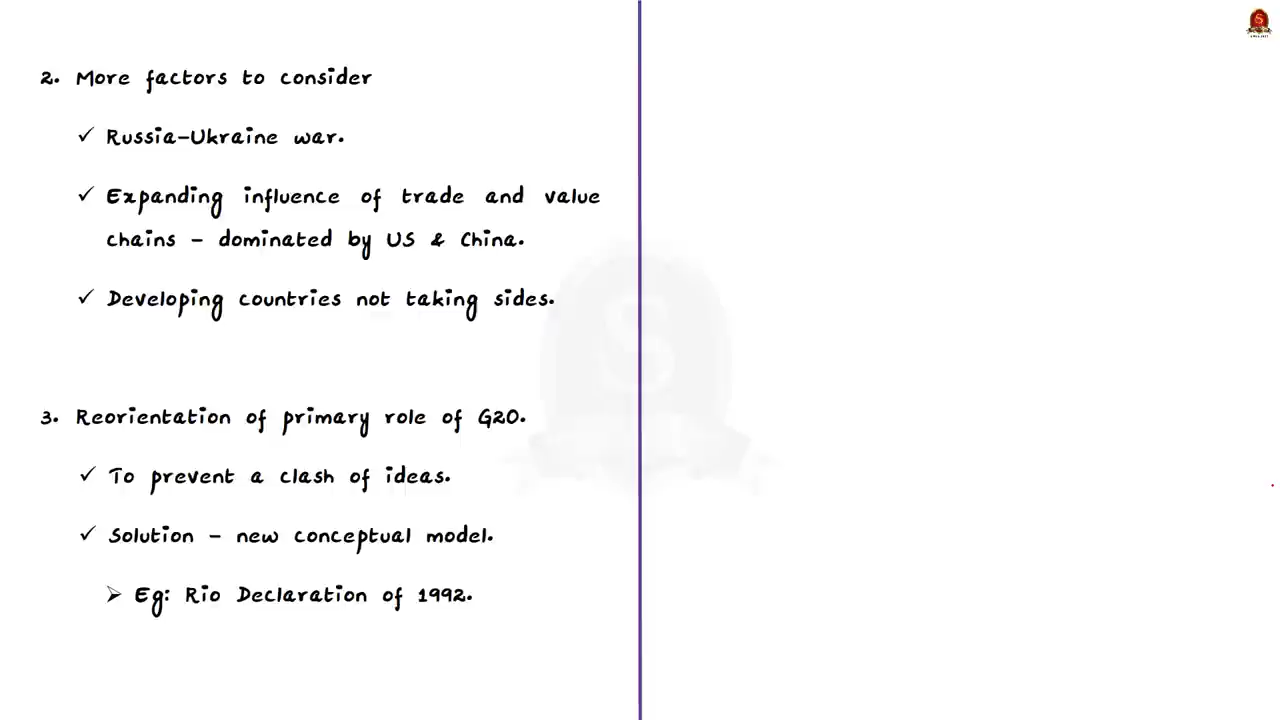 2. More factors to consider
✓ Russia-Ukraine war.
✓ Expanding influence of trade and value
chains - dominated by US & China.
✓ Developing countries not taking sides.
3. Reorientation of primary role of G20.
✓ To prevent a clash of ideas.
✓ Solution - new conceptual model.
➢ Eg: Rio Declaration of 1992.
S